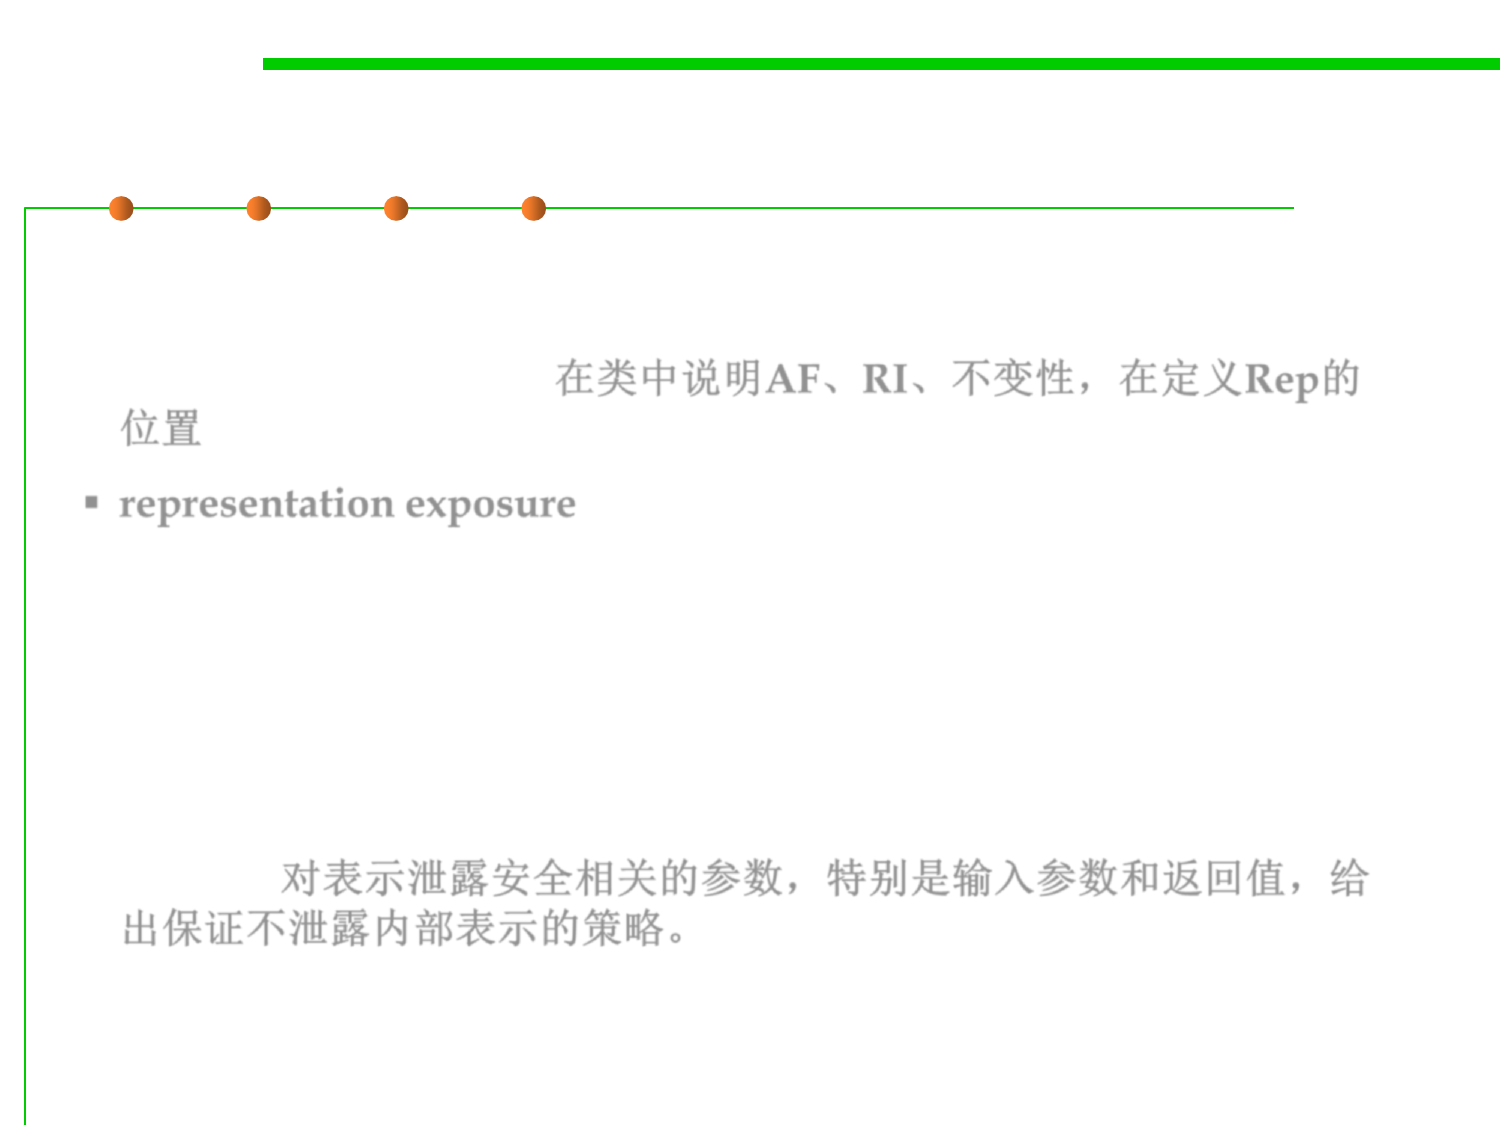 在类中说明AF、RI、不变性，在定义Rep的
位置
▪ representation exposure
对表示泄露安全相关的参数，特别是输入参数和返回值，给
出保证不泄露内部表示的策略。